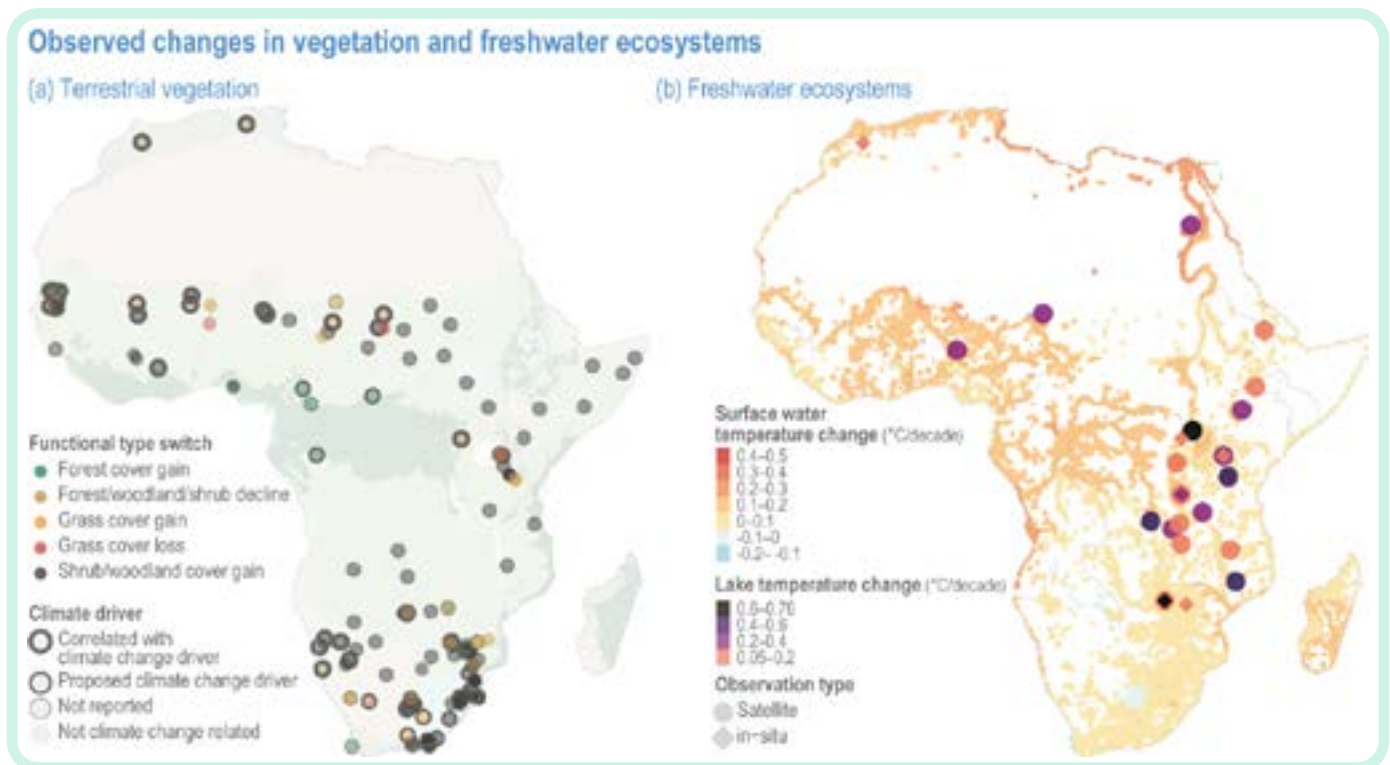 Observed changes in vegetation and freshwater ecosystems
(a) Terrestrial vegetation
Functional type switch
Forest cover gain
Forest/woodland/shrub decline
Grass cover gain
Grass cover loss
Shrub/woodland cover gain
Climate driver
Correlated with
climate change driver
Proposed climate change driver
Not reported
Not climate change related
(b) Freshwater ecosystems
Surface water
temperature change (°C/decade)
0.4–0.5
0.3–0.4
0.2–0.3
0.1–0.2
0–0.1
-0.1–0
-0.2– -0.1
Lake temperature change (°C/decade)
0.6–0.76
0.4–0.6
0.2–0.4
0.05–0.2
Observation type
Satellite
in-situ